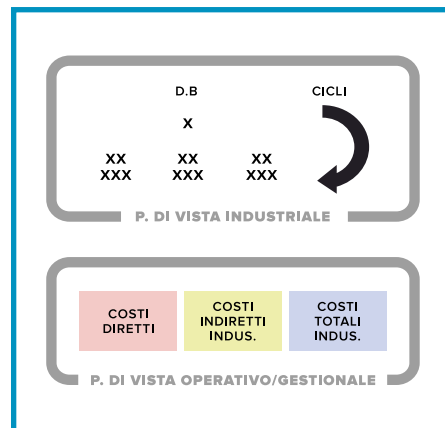 D.B CICLI
X
XX XX XX
XXX XXX XXX
P. DI VISTA INDUSTRIALE
COSTI DIRETTI
COSTI INDIRETTI INDUS.
COSTI TOTALI INDUS.
P. DI VISTA OPERATIVO/GESTIONALE